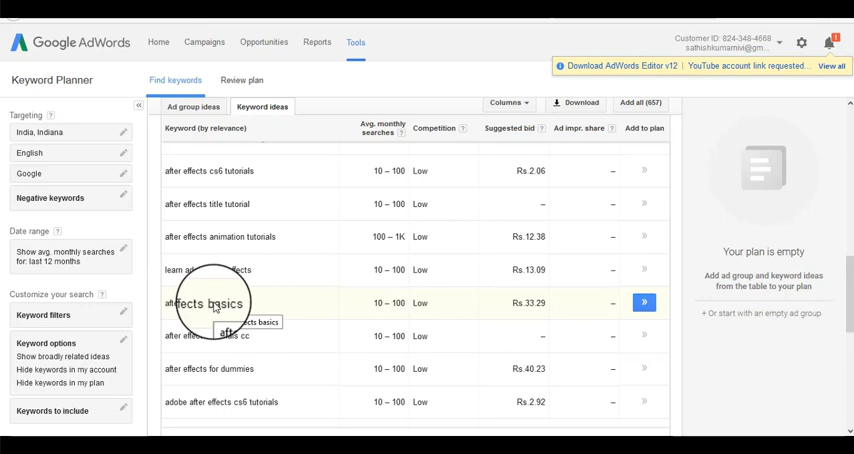 Google AdWords
Home Campaigns Opportunities Reports Tools
Customer ID: 824-348-4668
sathishkumarnivi@gm...
!
Download AdWords Editor v12 | YouTube account link requested... View all
Keyword Planner Find keywords Review plan
Targeting ?
India, Indiana
English
Google
Negative keywords
Date range ?
Show avg. monthly searches
for: last 12 months
Customize your search ?
Keyword filters
Keyword options
Show broadly related ideas
Hide keywords in my account
Hide keywords in my plan
Keywords to include
Ad group ideas Keyword ideas Columns Download Add all (657)
Keyword (by relevance) Avg. monthly searches ? Competition ? Suggested bid ? Ad impr. share ? Add to plan
after effects cs6 tutorials 10 – 100 Low Rs.2.06 – »
after effects title tutorial 10 – 100 Low – – »
after effects animation tutorials 100 – 1K Low Rs.12.38 – »
learn ad effects 10 – 100 Low Rs.13.09 – »
fects basics 10 – 100 Low Rs.33.29 – »
ects basics
aft
after effe ls cc 10 – 100 Low – – »
after effects for dummies 10 – 100 Low Rs.40.23 – »
adobe after effects cs6 tutorials 10 – 100 Low Rs.2.92 – »
Your plan is empty
Add ad group and keyword ideas
from the table to your plan
+ Or start with an empty ad group